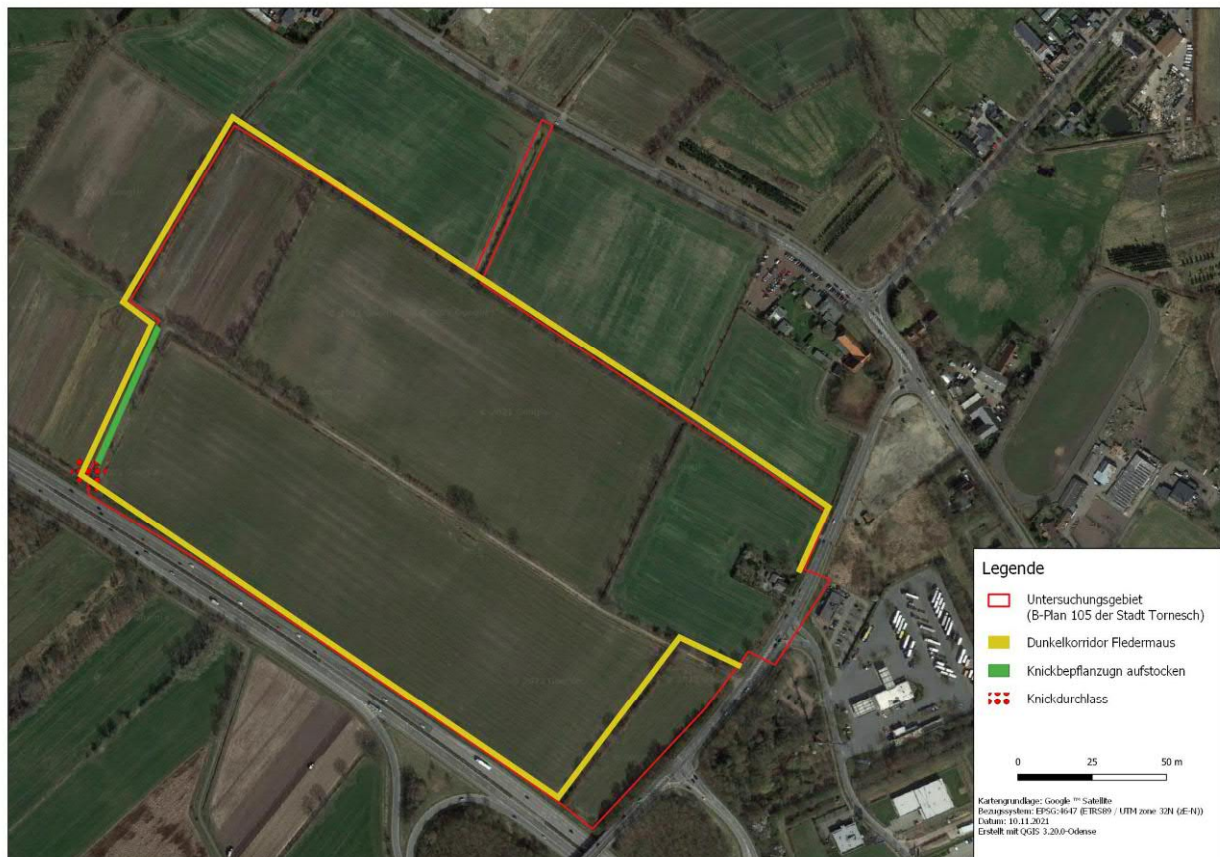 Legende
Untersuchungsgebiet
(B-Plan 105 der Stadt Tornesch)
Dunkelkorridor Fledermaus
Knickbepflanzugn aufstocken
Knickdurchlass
0 25 50 m
Kartengrundlage: Google ™ Satellite
Bezugssystem: EPSG:4647 (ETRS89 / UTM zone 32N (zE-N))
Datum: 10.11.2021
Erstellt mit QGIS 3.20.0-Odense